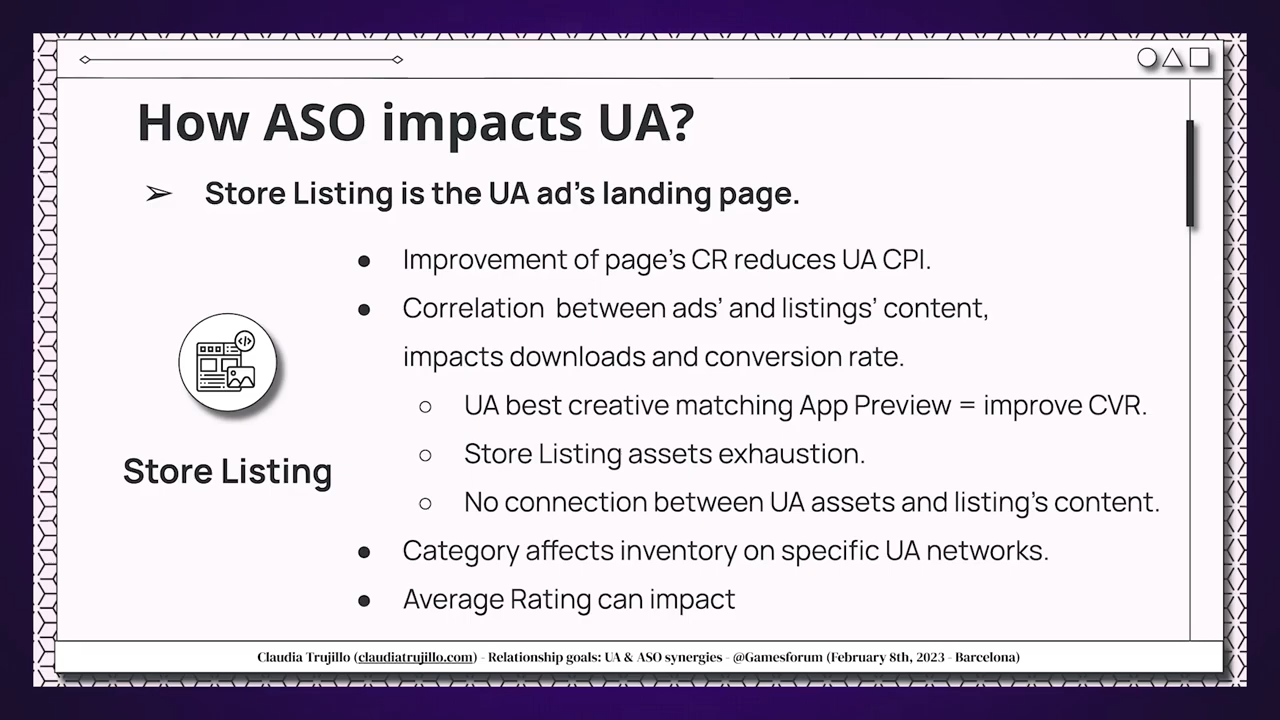 How ASO impacts UA?
➢ Store Listing is the UA ad's landing page.
● Improvement of page's CR reduces UA CPI.
● Correlation between ads' and listings' content,
impacts downloads and conversion rate.
○ UA best creative matching App Preview = improve CVR.
○ Store Listing assets exhaustion.
○ No connection between UA assets and listing's content.
● Category affects inventory on specific UA networks.
● Average Rating can impact
Store Listing
Claudia Trujillo (claudiatrujillo.com) - Relationship goals: UA & ASO synergies - @Gamesforum (February 8th, 2023 - Barcelona)